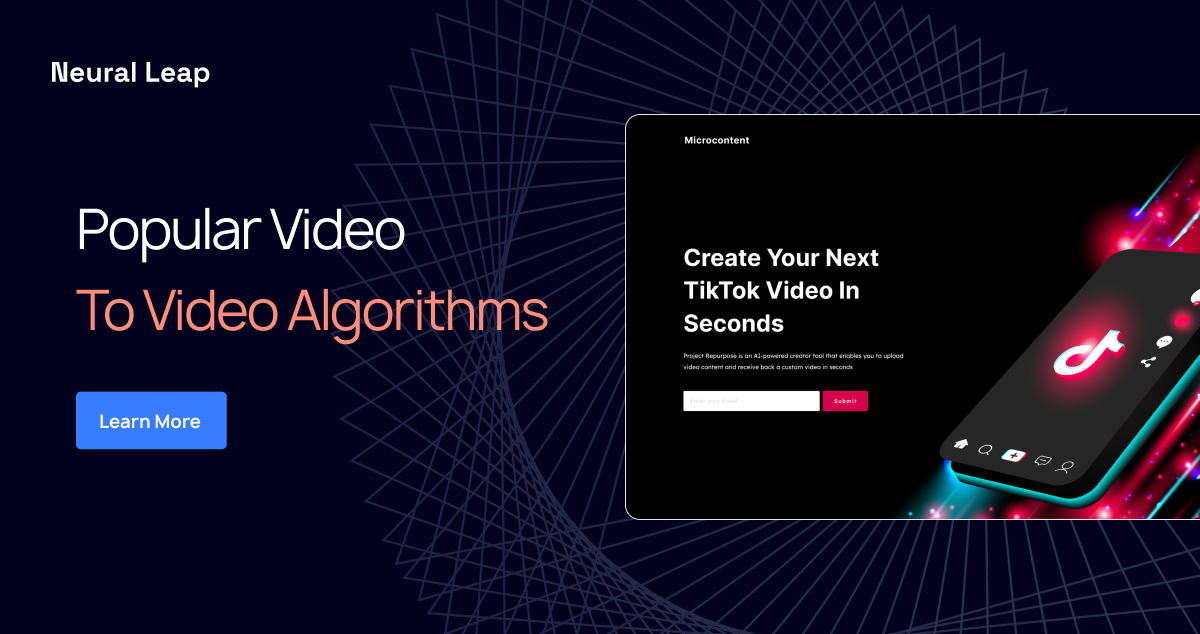 Neural Leap
Popular Video
To Video Algorithms
Learn More
Microcontent
Create Your Next
TikTok Video In
Seconds
Project Repurpose is an AI-powered creator tool that enables you to upload
video content and receive back a custom video in seconds
Enter your Email
Submit